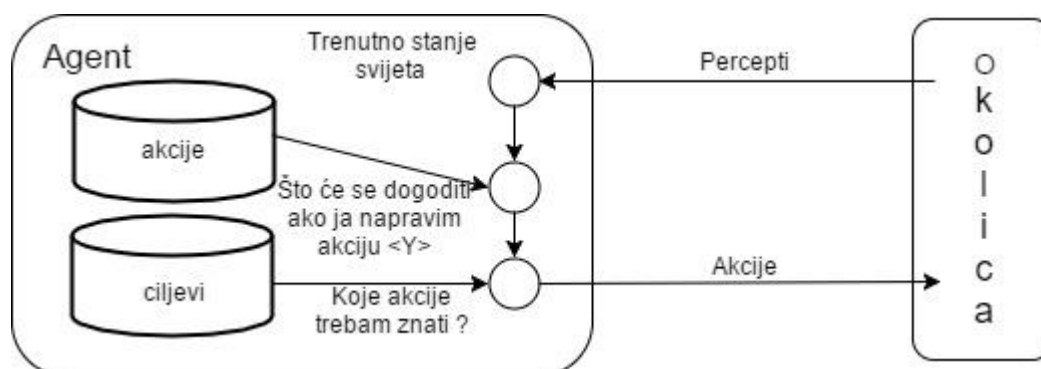 Agent
Trenutno stanje
svijeta
akcije
Što će se dogoditi
ako ja napravim
akciju <Y>
ciljevi
Koje akcije
trebam znati ?
Percepti
Akcije
okolica